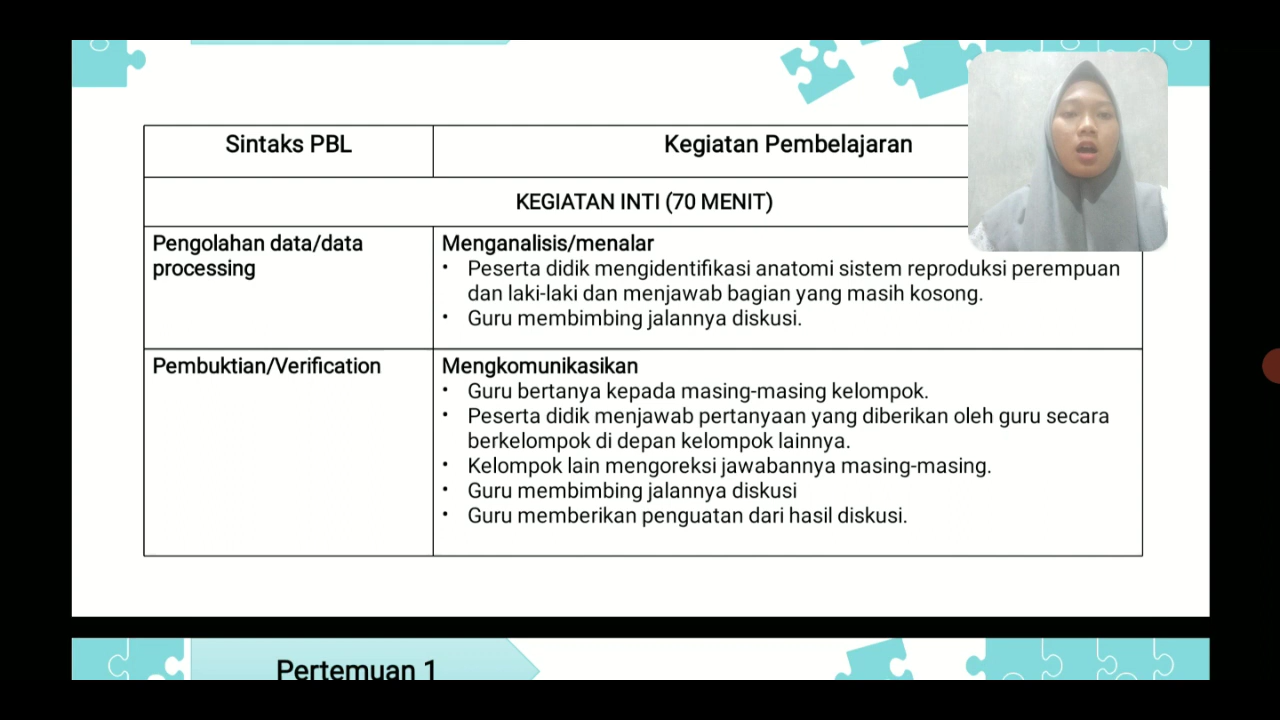 Sintaks PBL
Kegiatan Pembelajaran
KEGIATAN INTI (70 MENIT)
Pengolahan data/data
processing
Menganalisis/menalar
• Peserta didik mengidentifikasi anatomi sistem reproduksi perempuan
dan laki-laki dan menjawab bagian yang masih kosong.
• Guru membimbing jalannya diskusi.
Pembuktian/Verification
Mengkomunikasikan
• Guru bertanya kepada masing-masing kelompok.
• Peserta didik menjawab pertanyaan yang diberikan oleh guru secara
berkelompok di depan kelompok lainnya.
• Kelompok lain mengoreksi jawabannya masing-masing.
• Guru membimbing jalannya diskusi
• Guru memberikan penguatan dari hasil diskusi.
Pertemuan 1